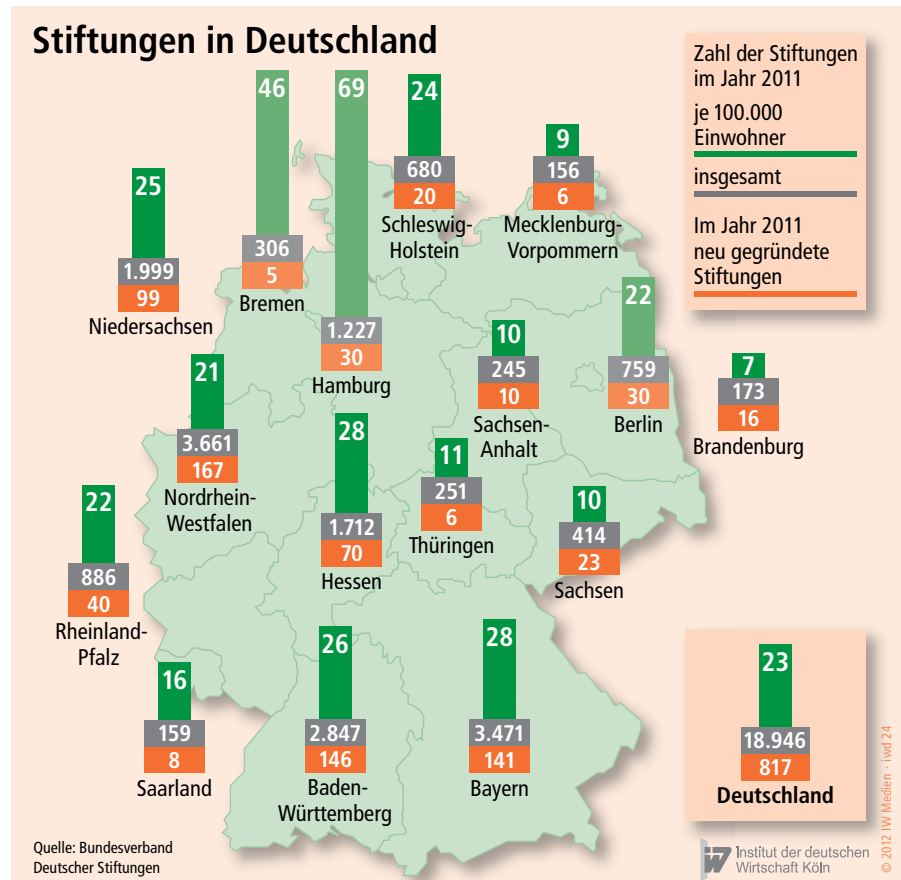 Stiftungen in Deutschland
Zahl der Stiftungen
im Jahr 2011
je 100.000
Einwohner
insgesamt
Im Jahr 2011
neu gegründete
Stiftungen
46
306
5
Bremen
69
1.227
30
Hamburg
24
680
20
Schleswig-
Holstein
9
156
6
Mecklenburg-
Vorpommern
25
1.999
99
Niedersachsen
22
759
30
Berlin
10
245
10
Sachsen-
Anhalt
7
173
16
Brandenburg
21
3.661
167
Nordrhein-
Westfalen
28
1.712
70
Hessen
11
251
6
Thüringen
10
414
23
Sachsen
22
886
40
Rheinland-
Pfalz
16
159
8
Saarland
26
2.847
146
Baden-
Württemberg
28
3.471
141
Bayern
23
18.946
817
Deutschland
Quelle: Bundesverband
Deutscher Stiftungen
iw Institut der deutschen
Wirtschaft Köln
© 2012 IW Medien · iwd 24